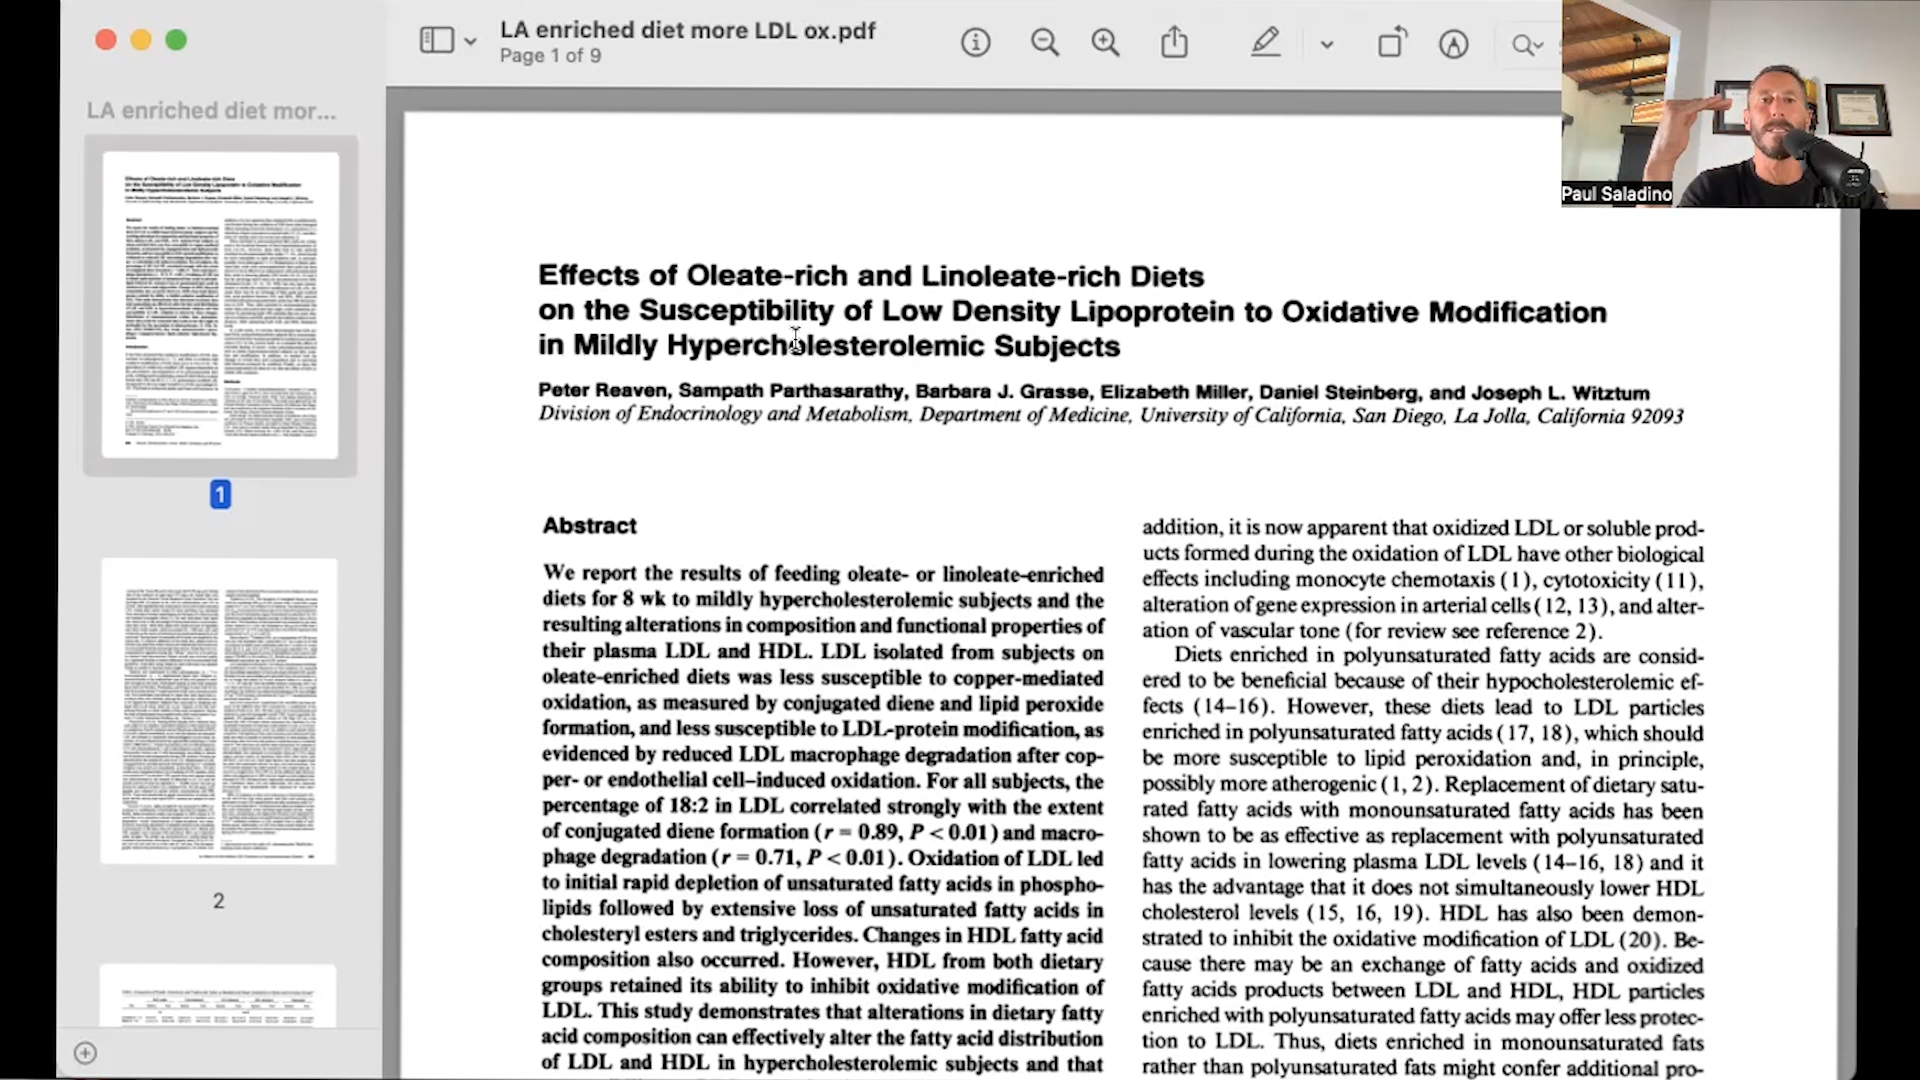 LA enriched diet more LDL ox.pdf
Page 1 of 9
Paul Saladino
LA enriched diet mor...
1
2
Effects of Oleate-rich and Linoleate-rich Diets
on the Susceptibility of Low Density Lipoprotein to Oxidative Modification
in Mildly Hypercholesterolemic Subjects
Peter Reaven, Sampath Parthasarathy, Barbara J. Grasse, Elizabeth Miller, Daniel Steinberg, and Joseph L. Witztum
Division of Endocrinology and Metabolism, Department of Medicine, University of California, San Diego, La Jolla, California 92093
Abstract
We report the results of feeding oleate- or linoleate-enriched
diets for 8 wk to mildly hypercholesterolemic subjects and the
resulting alterations in composition and functional properties of
their plasma LDL and HDL. LDL isolated from subjects on
oleate-enriched diets was less susceptible to copper-mediated
oxidation, as measured by conjugated diene and lipid peroxide
formation, and less susceptible to LDL-protein modification, as
evidenced by reduced LDL macrophage degradation after cop-
per- or endothelial cell–induced oxidation. For all subjects, the
percentage of 18:2 in LDL correlated strongly with the extent
of conjugated diene formation (r = 0.89, P < 0.01) and macro-
phage degradation (r = 0.71, P < 0.01). Oxidation of LDL led
to initial rapid depletion of unsaturated fatty acids in phospho-
lipids followed by extensive loss of unsaturated fatty acids in
cholesteryl esters and triglycerides. Changes in HDL fatty acid
composition also occurred. However, HDL from both dietary
groups retained its ability to inhibit oxidative modification of
LDL. This study demonstrates that alterations in dietary fatty
acid composition can effectively alter the fatty acid distribution
of LDL and HDL in hypercholesterolemic subjects and that
addition, it is now apparent that oxidized LDL or soluble prod-
ucts formed during the oxidation of LDL have other biological
effects including monocyte chemotaxis (1), cytotoxicity (11),
alteration of gene expression in arterial cells (12, 13), and alter-
ation of vascular tone (for review see reference 2).
Diets enriched in polyunsaturated fatty acids are consid-
ered to be beneficial because of their hypocholesterolemic ef-
fects (14–16). However, these diets lead to LDL particles
enriched in polyunsaturated fatty acids (17, 18), which should
be more susceptible to lipid peroxidation and, in principle,
possibly more atherogenic (1, 2). Replacement of dietary satu-
rated fatty acids with monounsaturated fatty acids has been
shown to be as effective as replacement with polyunsaturated
fatty acids in lowering plasma LDL levels (14–16, 18) and it
has the advantage that it does not simultaneously lower HDL
cholesterol levels (15, 16, 19). HDL has also been demon-
strated to inhibit the oxidative modification of LDL (20). Be-
cause there may be an exchange of fatty acids and oxidized
fatty acids products between LDL and HDL, HDL particles
enriched with polyunsaturated fatty acids may offer less protec-
tion to LDL. Thus, diets enriched in monounsaturated fats
rather than polyunsaturated fats might confer additional pro-